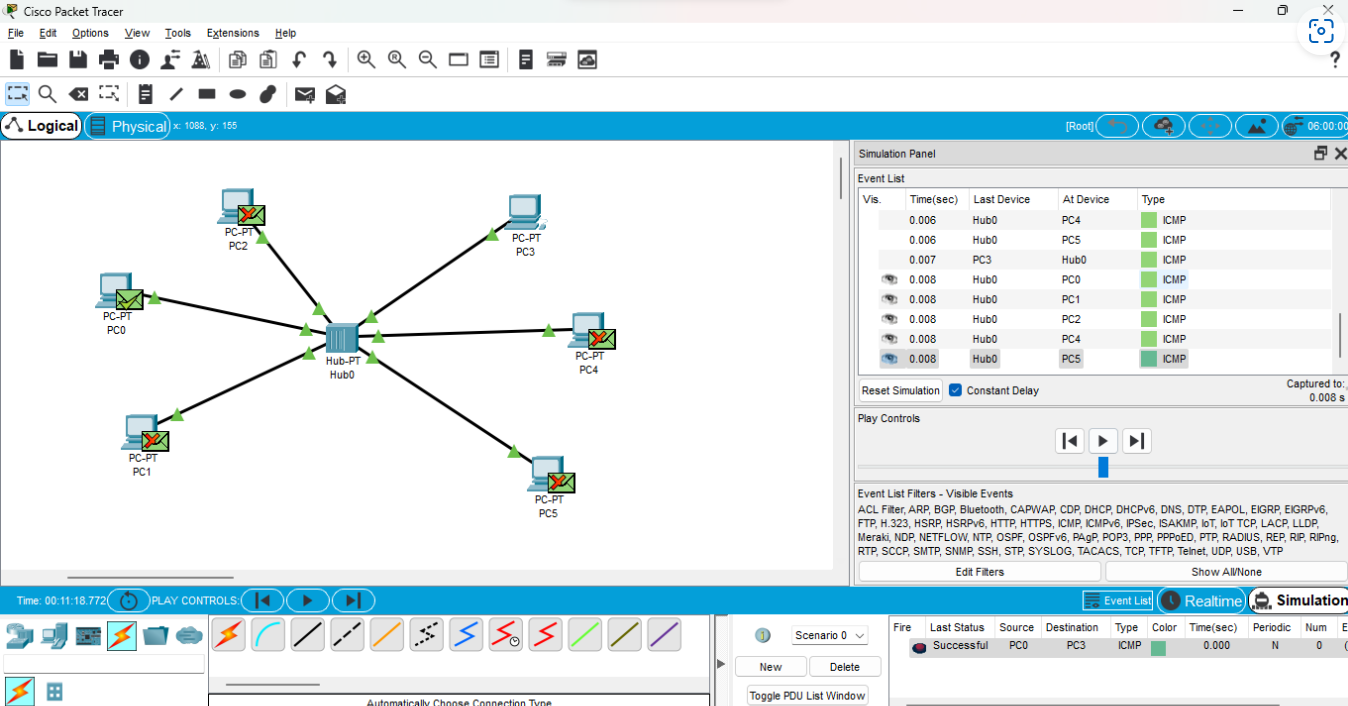 Cisco Packet Tracer
File Edit Options View Tools Extensions Help
?
Logical Physical x: 1088, y: 155 [Root] 06:00:00
PC-PT
PC2
PC-PT
PC3
PC-PT
PC0
Hub-PT
Hub0
PC-PT
PC4
PC-PT
PC1
PC-PT
PC5
Simulation Panel
Event List
Vis. Time(sec) Last Device At Device Type
0.006 Hub0 PC4 ICMP
0.006 Hub0 PC5 ICMP
0.007 PC3 Hub0 ICMP
0.008 Hub0 PC0 ICMP
0.008 Hub0 PC1 ICMP
0.008 Hub0 PC2 ICMP
0.008 Hub0 PC4 ICMP
0.008 Hub0 PC5 ICMP
Reset Simulation Constant Delay Captured to:
0.008 s
Play Controls
Event List Filters - Visible Events
ACL Filter, ARP, BGP, Bluetooth, CAPWAP, CDP, DHCP, DHCPv6, DNS, DTP, EAPOL, EIGRP, EIGRPv6,
FTP, H.323, HSRP, HSRPv6, HTTP, HTTPS, ICMP, ICMPv6, IPSec, ISAKMP, IoT, IoT TCP, LACP, LLDP,
Meraki, NDP, NETFLOW, NTP, OSPF, OSPFv6, PAgP, POP3, PPP, PPPoED, PTP, RADIUS, REP, RIP, RIPng,
RTP, SCCP, SMTP, SNMP, SSH, STP, SYSLOG, TACACS, TCP, TFTP, Telnet, UDP, USB, VTP
Edit Filters Show All/None
Time: 00:11:18.772 PLAY CONTROLS: Event List Realtime Simulation
Scenario 0
New Delete
Toggle PDU List Window
Fire Last Status Source Destination Type Color Time(sec) Periodic Num
Successful PC0 PC3 ICMP 0.000 N 0
Automatically Choose Connection Type